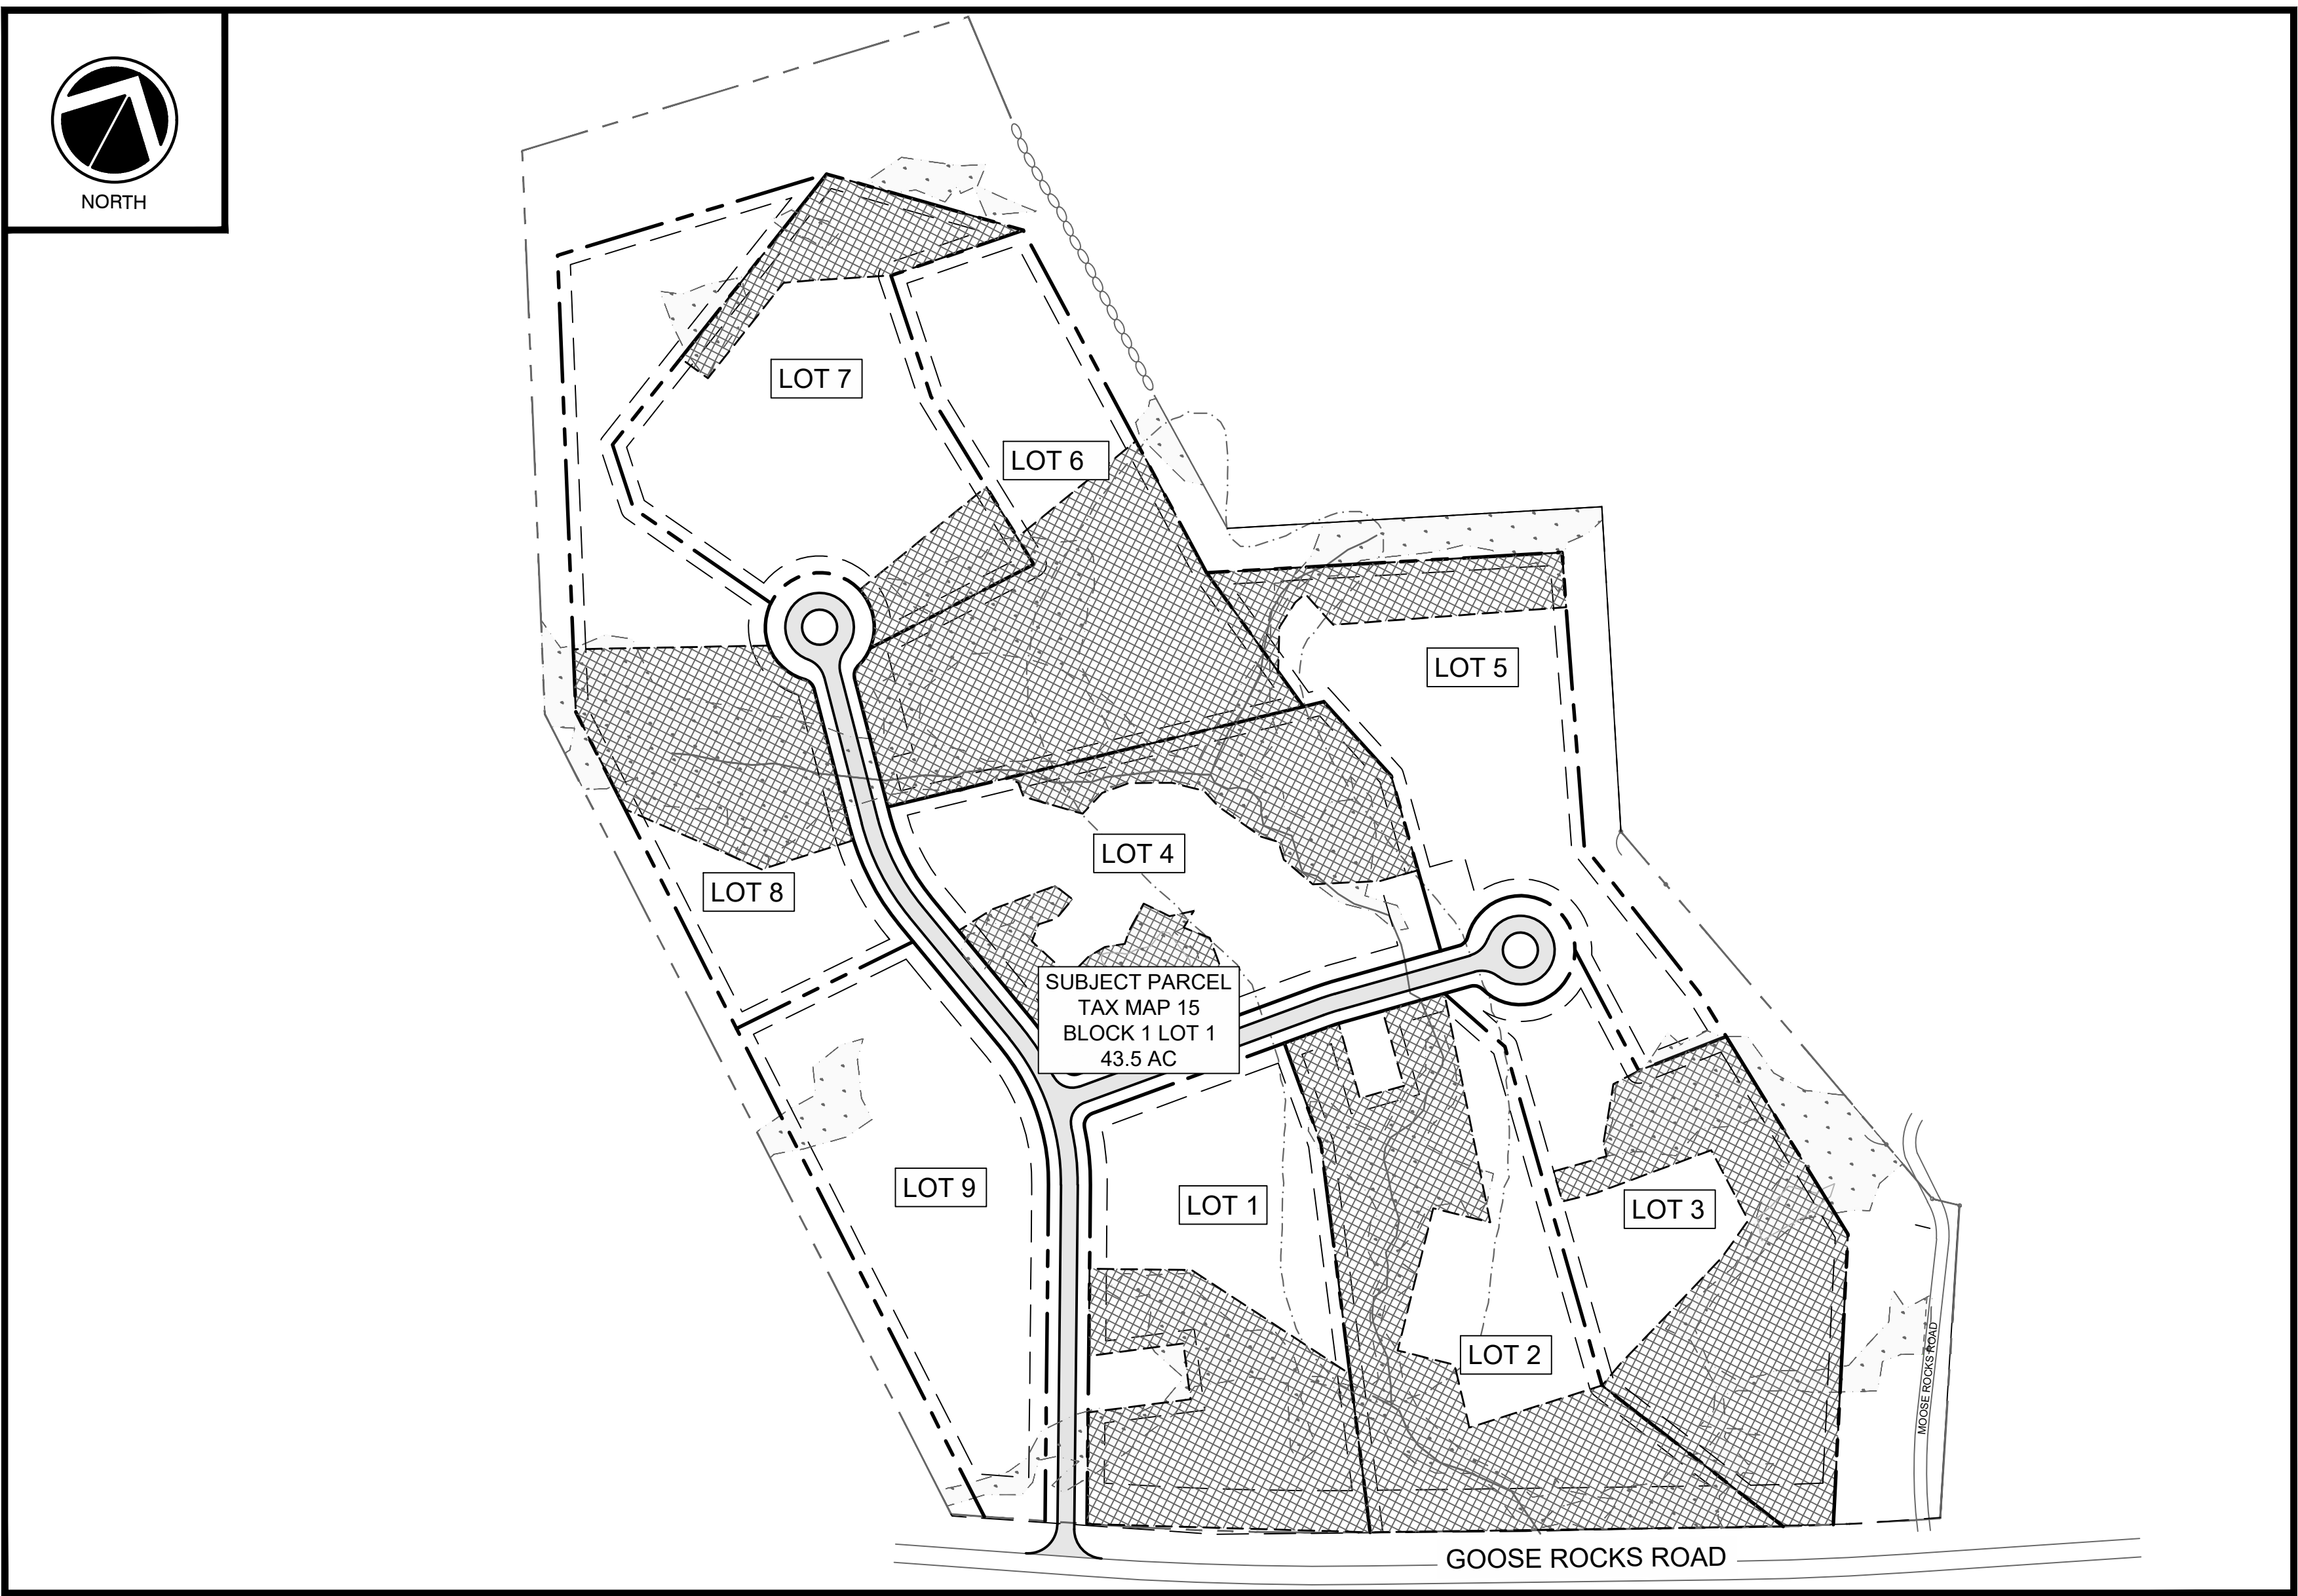 NORTH
LOT 7
LOT 6
LOT 5
LOT 4
LOT 8
SUBJECT PARCEL
TAX MAP 15
BLOCK 1 LOT 1
43.5 AC
LOT 9
LOT 1
LOT 3
LOT 2
MOOSE ROCKS ROAD
GOOSE ROCKS ROAD